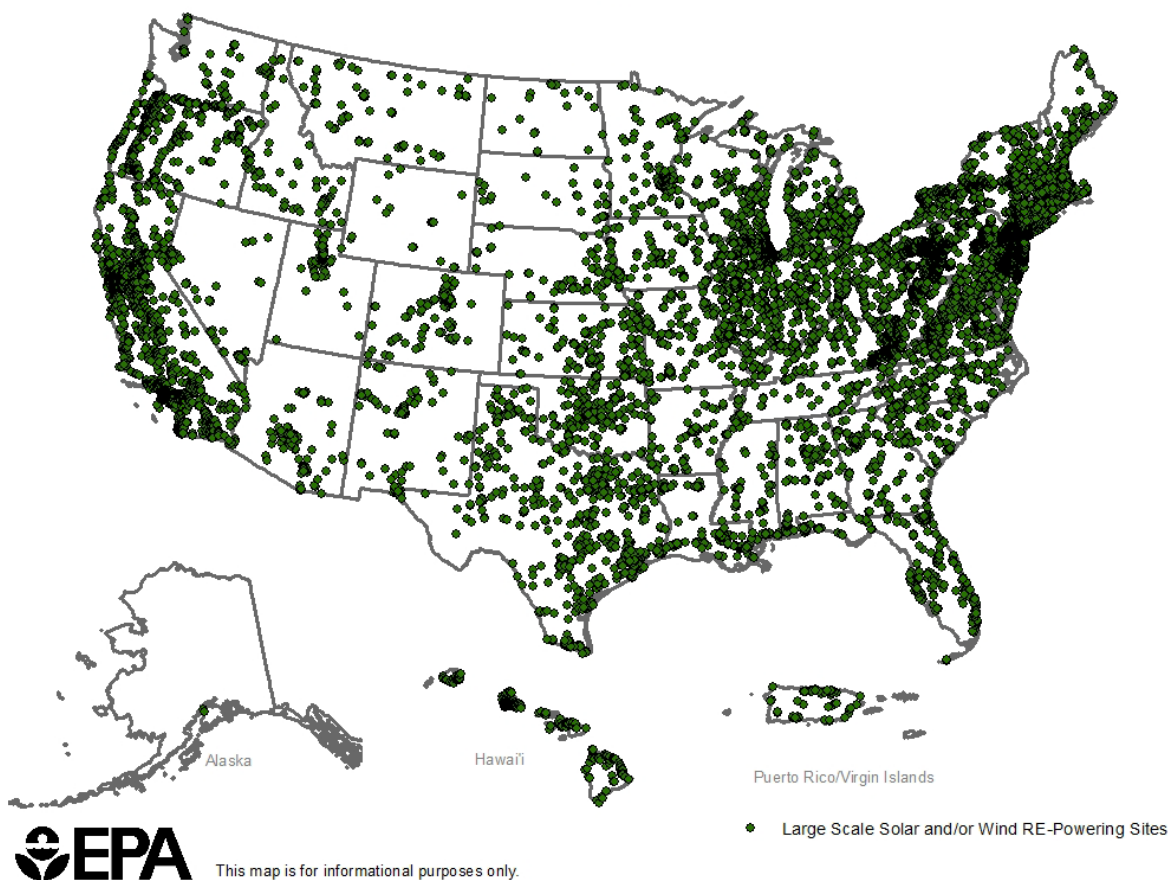 Alaska
Hawai'i
Puerto Rico/Virgin Islands
Large Scale Solar and/or Wind RE-Powering Sites
EPA
This map is for informational purposes only.